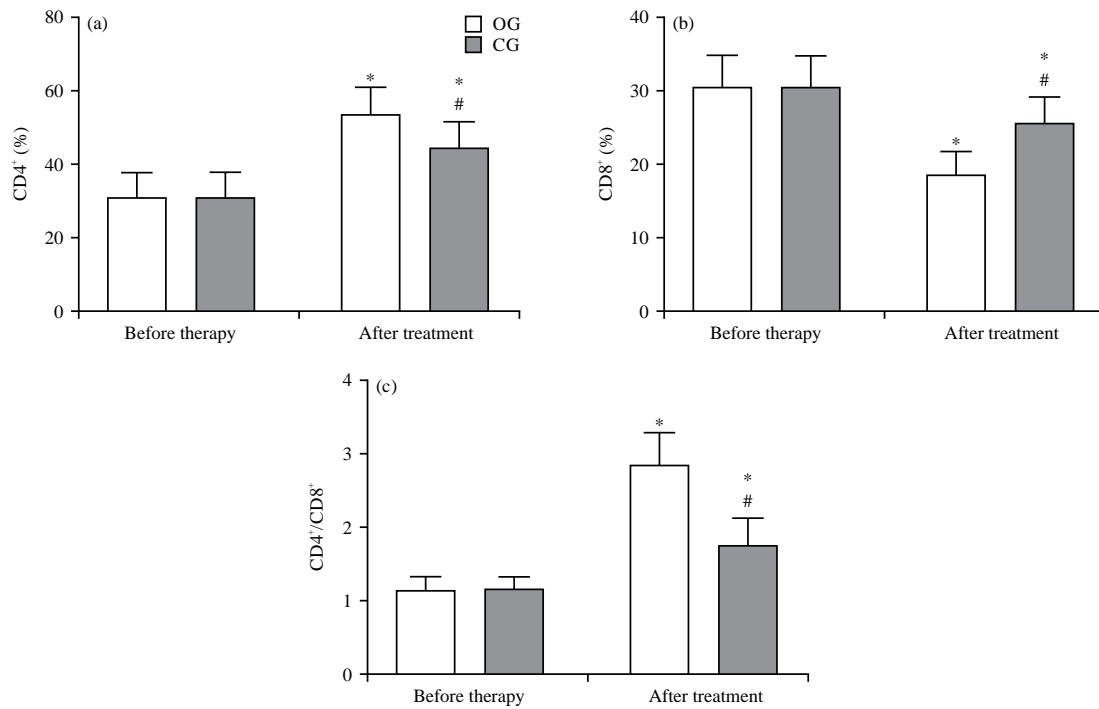 (a)
OG
CG
CD4⁺ (%)
80
60
40
20
0
*
*
#
Before therapy
After treatment
(b)
CD8⁺ (%)
40
30
20
10
0
*
*
#
Before therapy
After treatment
(c)
CD4⁺/CD8⁺
4
3
2
1
0
*
*
#
Before therapy
After treatment